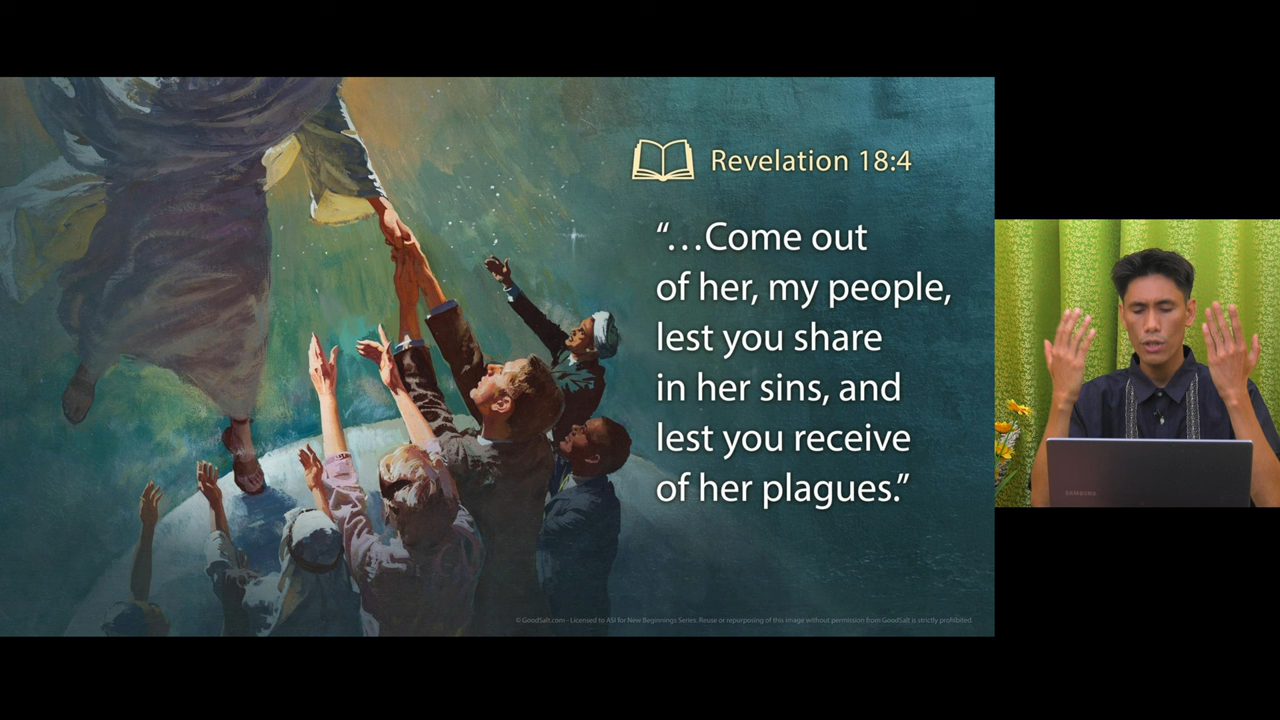 Revelation 18:4
“…Come out
of her, my people,
lest you share
in her sins, and
lest you receive
of her plagues.”
© GoodSalt.com - Licensed to ASI for New Beginnings Series. Reuse or repurposing of this image without permission from GoodSalt is strictly prohibited.
SAMSUNG